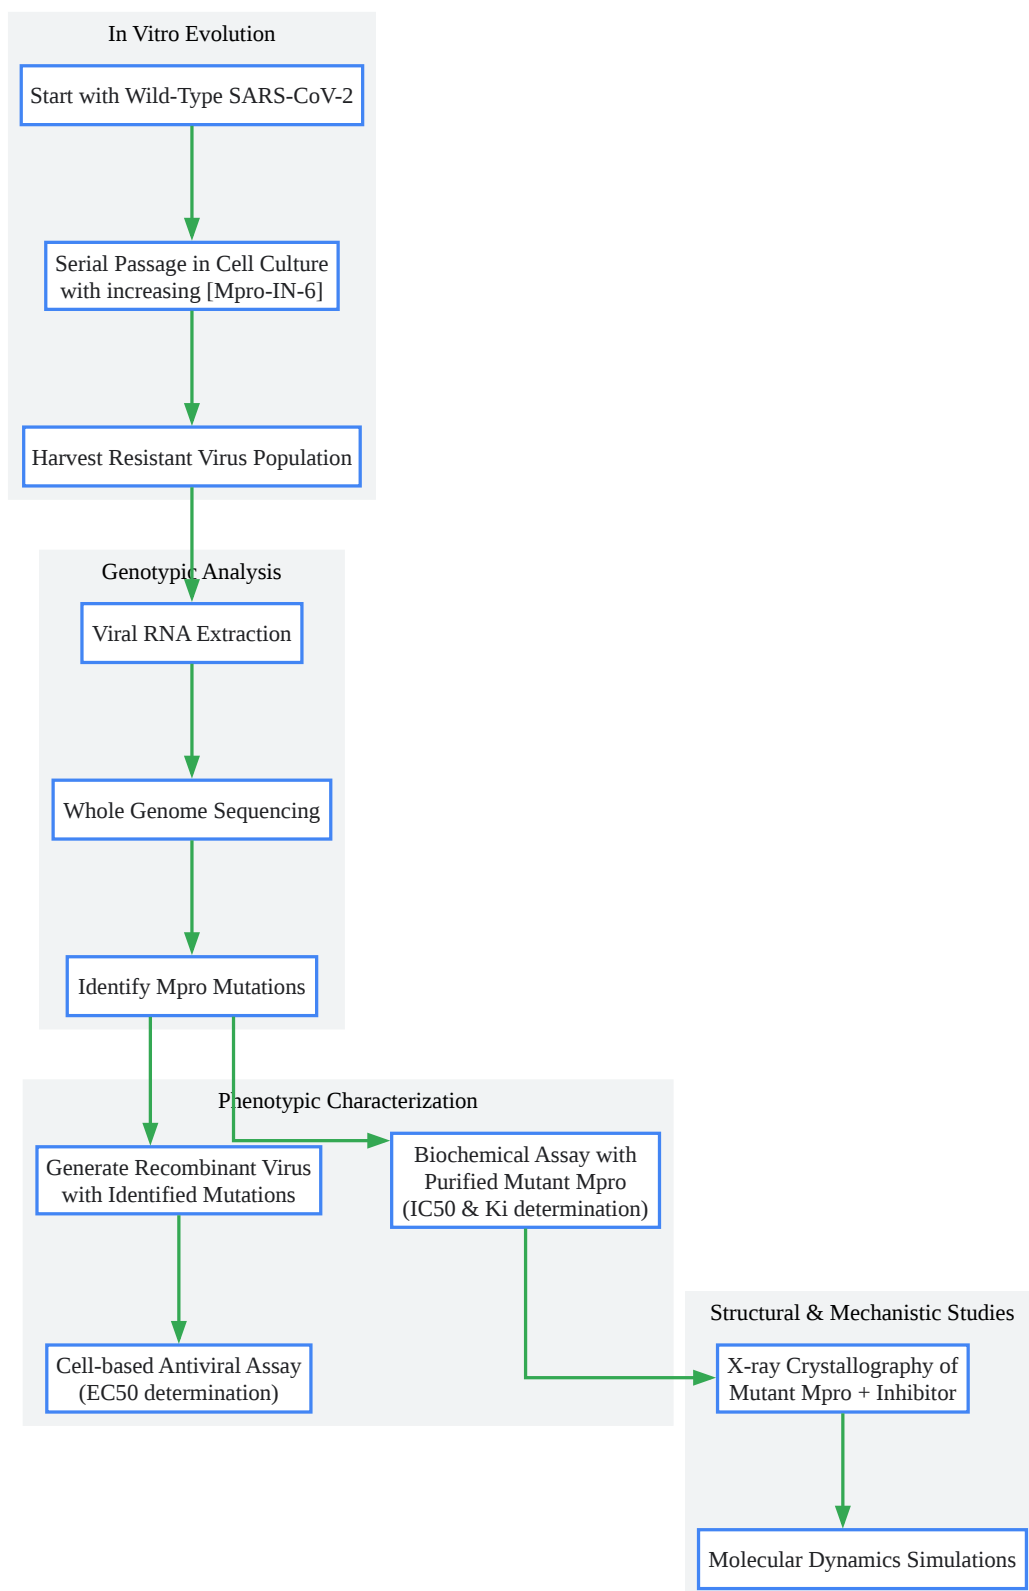 In Vitro Evolution
Start with Wild-Type SARS-CoV-2
Serial Passage in Cell Culture
with increasing [Mpro-IN-6]
Harvest Resistant Virus Population
Genotypic Analysis
Viral RNA Extraction
Whole Genome Sequencing
Identify Mpro Mutations
Phenotypic Characterization
Generate Recombinant Virus
with Identified Mutations
Biochemical Assay with
Purified Mutant Mpro
(IC50 & Ki determination)
Cell-based Antiviral Assay
(EC50 determination)
Structural & Mechanistic Studies
X-ray Crystallography of
Mutant Mpro + Inhibitor
Molecular Dynamics Simulations